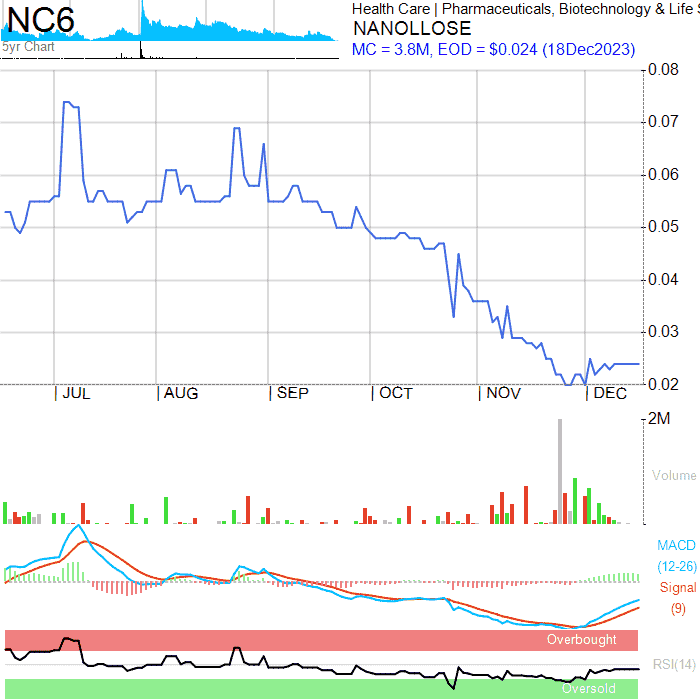 NC6
5yr Chart
Health Care | Pharmaceuticals, Biotechnology & Life S
NANOLLOSE
MC = 3.8M, EOD = $0.024 (18Dec2023)
0.08
0.07
0.06
0.05
0.04
0.03
0.02
| JUL | AUG | SEP | OCT | NOV | DEC
2M
Volume
MACD
(12-26)
Signal
(9)
Overbought
RSI(14)
Oversold